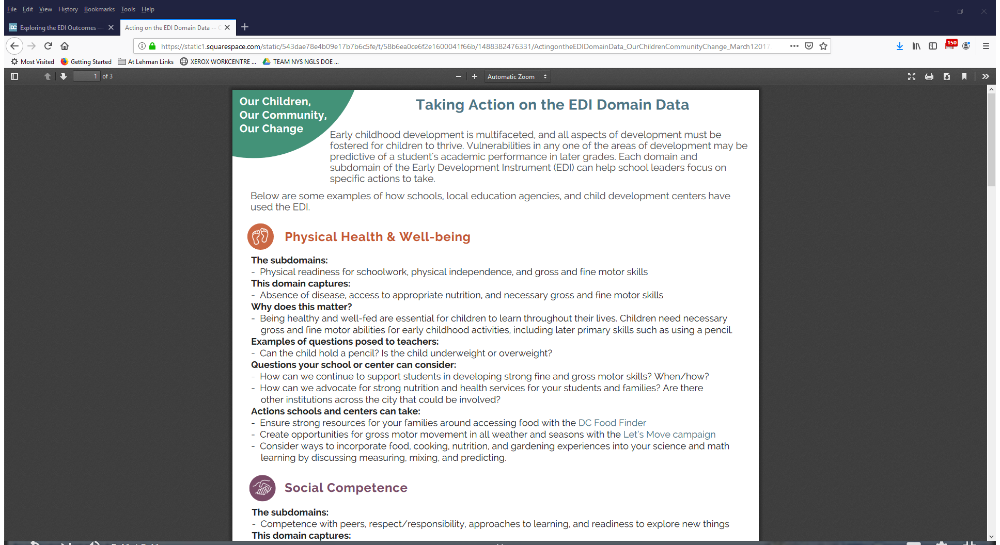 File Edit View History Bookmarks Tools Help
Exploring the EDI Outcomes —
Acting on the EDI Domain Data --
https://static1.squarespace.com/static/543dae78e4b09e17b7b6c5fe/t/58b6ea0ce6f2e1600041f66b/1488382476331/ActingontheEDIDomainData_OurChildrenCommunityChange_March12017
150
Most Visited Getting Started At Lehman Links XEROX WORKCENTRE ... TEAM NYS NGLS DOE ...
1 of 3
Automatic Zoom
Our Children,
Our Community,
Our Change
Taking Action on the EDI Domain Data
Early childhood development is multifaceted, and all aspects of development must be
fostered for children to thrive. Vulnerabilities in any one of the areas of development may be
predictive of a student's academic performance in later grades. Each domain and
subdomain of the Early Development Instrument (EDI) can help school leaders focus on
specific actions to take.
Below are some examples of how schools, local education agencies, and child development centers have
used the EDI.
Physical Health & Well-being
The subdomains:
- Physical readiness for schoolwork, physical independence, and gross and fine motor skills
This domain captures:
- Absence of disease, access to appropriate nutrition, and necessary gross and fine motor skills
Why does this matter?
- Being healthy and well-fed are essential for children to learn throughout their lives. Children need necessary
gross and fine motor abilities for early childhood activities, including later primary skills such as using a pencil.
Examples of questions posed to teachers:
- Can the child hold a pencil? Is the child underweight or overweight?
Questions your school or center can consider:
- How can we continue to support students in developing strong fine and gross motor skills? When/how?
- How can we advocate for strong nutrition and health services for your students and families? Are there
other institutions across the city that could be involved?
Actions schools and centers can take:
- Ensure strong resources for your families around accessing food with the DC Food Finder
- Create opportunities for gross motor movement in all weather and seasons with the Let's Move campaign
- Consider ways to incorporate food, cooking, nutrition, and gardening experiences into your science and math
learning by discussing measuring, mixing, and predicting.
Social Competence
The subdomains:
- Competence with peers, respect/responsibility, approaches to learning, and readiness to explore new things
This domain captures: